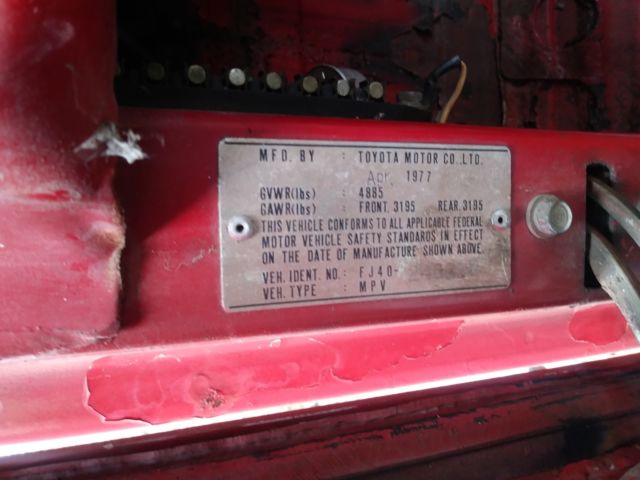 MFD. BY : TOYOTA MOTOR CO., LTD.
Apr. 1977
GVWR(lbs) : 4885
GAWR(lbs) : FRONT. 3195 REAR. 3195
THIS VEHICLE CONFORMS TO ALL APPLICABLE FEDERAL
MOTOR VEHICLE SAFETY STANDARDS IN EFFECT
ON THE DATE OF MANUFACTURE SHOWN ABOVE.
VEH. IDENT. NO. : FJ40-
VEH. TYPE : MPV